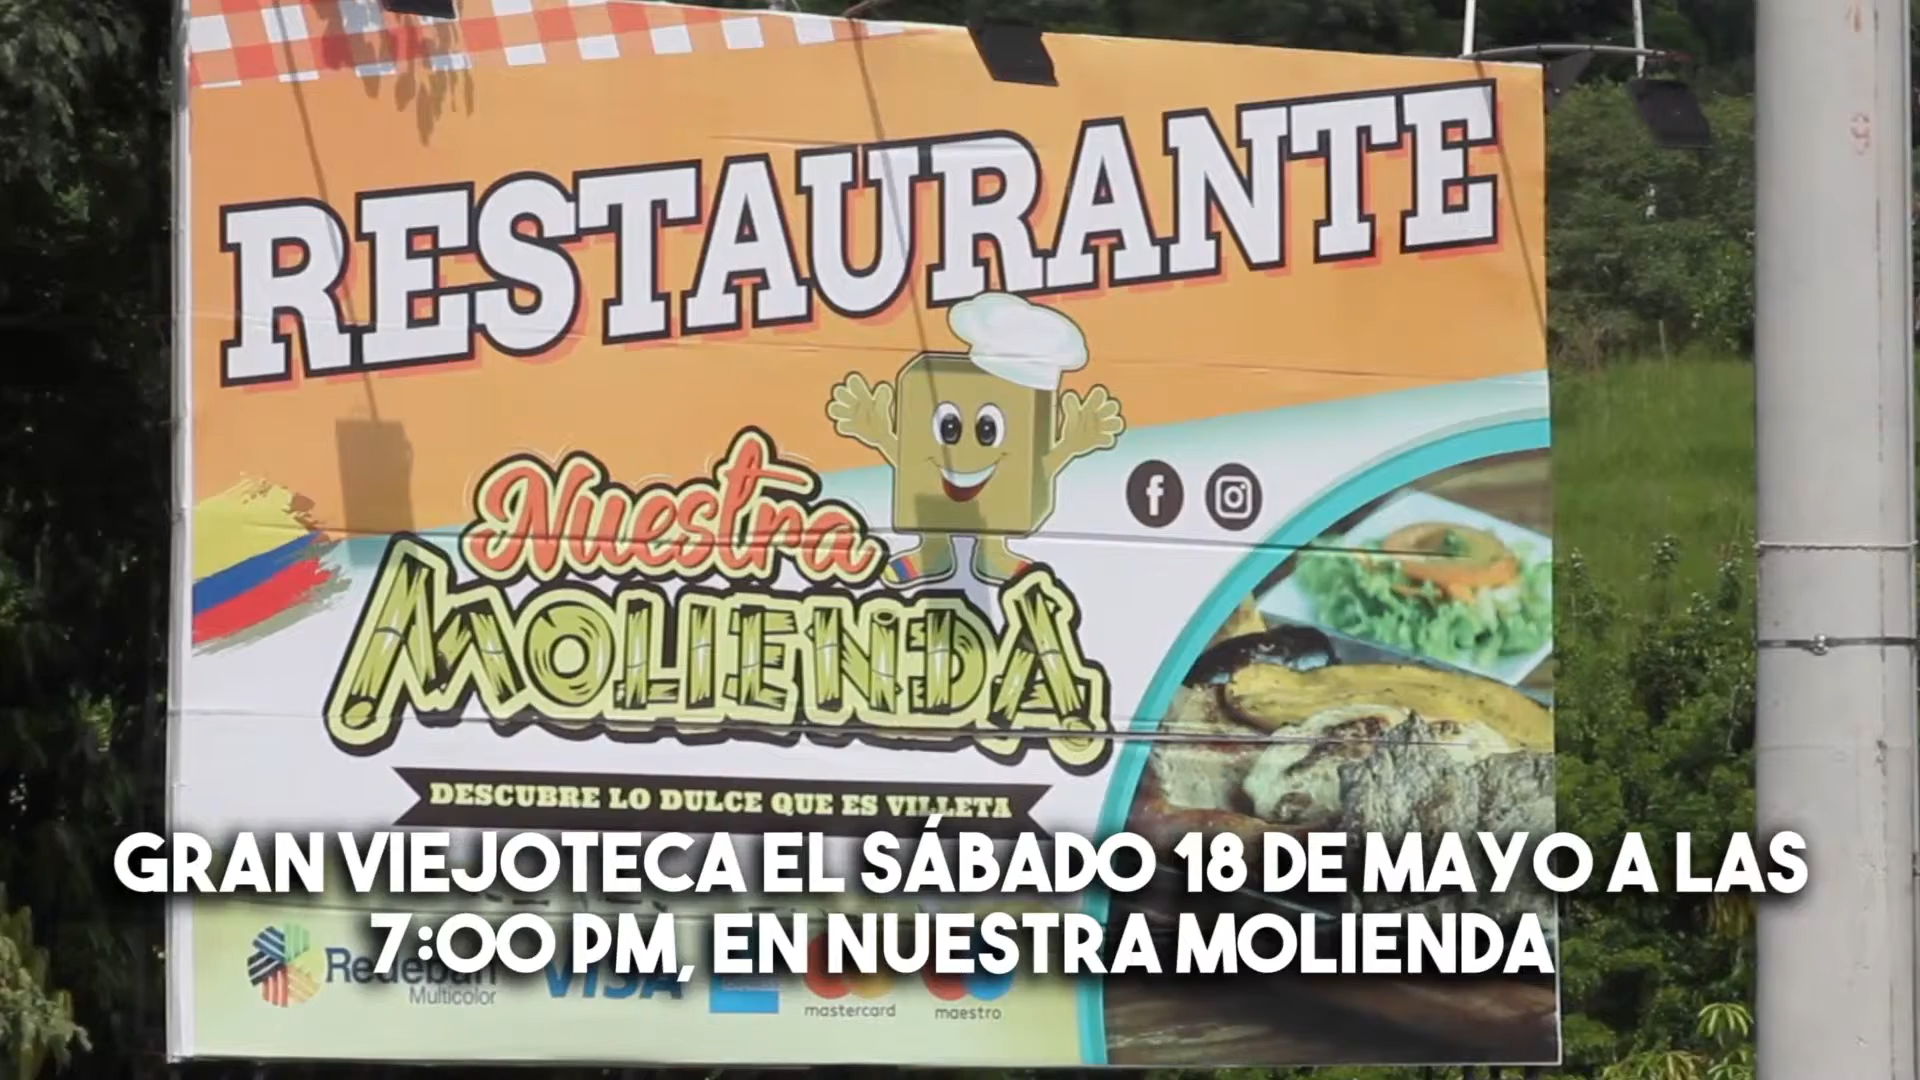 RESTAURANTE
Nuestra
MOLIENDA
DESCUBRE LO DULCE QUE ES VILLETA
GRAN VIEJOTECA EL SÁBADO 18 DE MAYO A LAS
7:00 PM, EN NUESTRA MOLIENDA
Redeban
Multicolor
VISA
mastercard
maestro